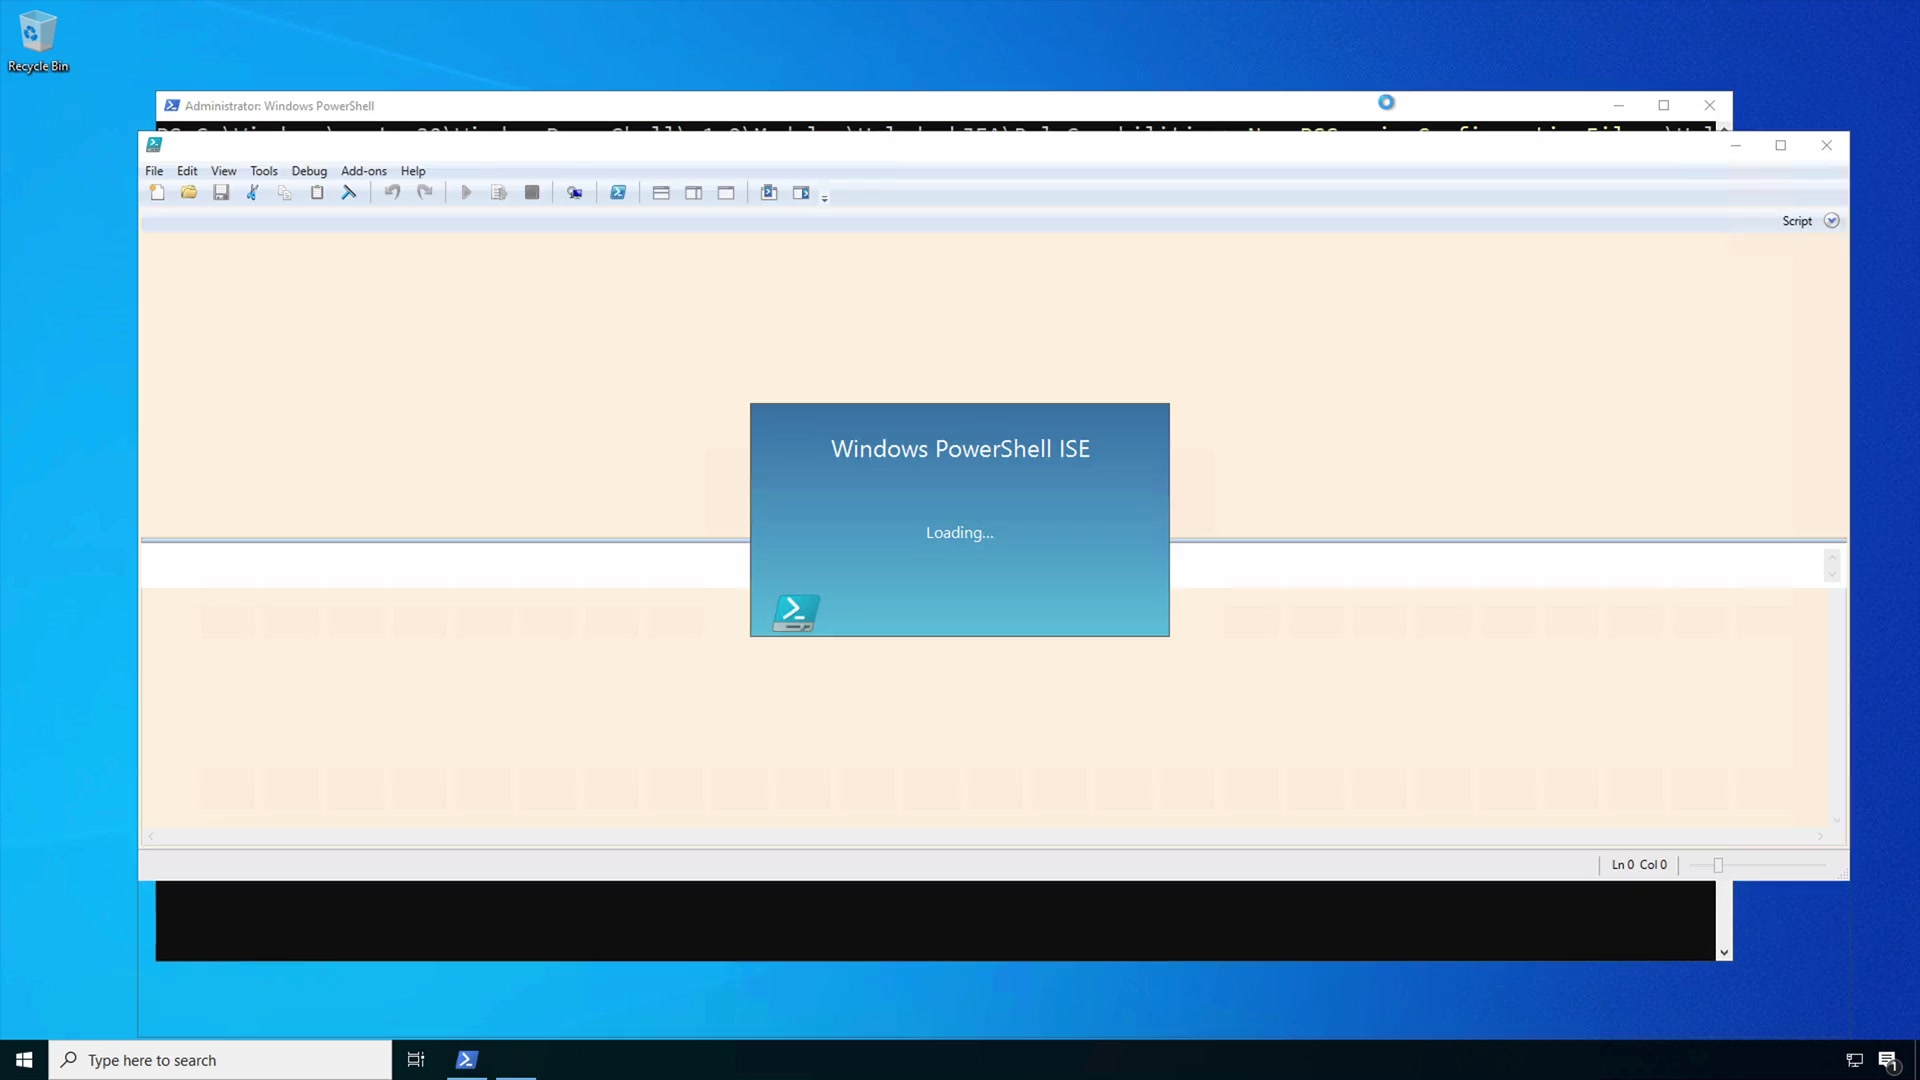 Recycle Bin
Administrator: Windows PowerShell
File Edit View Tools Debug Add-ons Help
Script
Windows PowerShell ISE
Loading...
Ln 0 Col 0
Type here to search
1